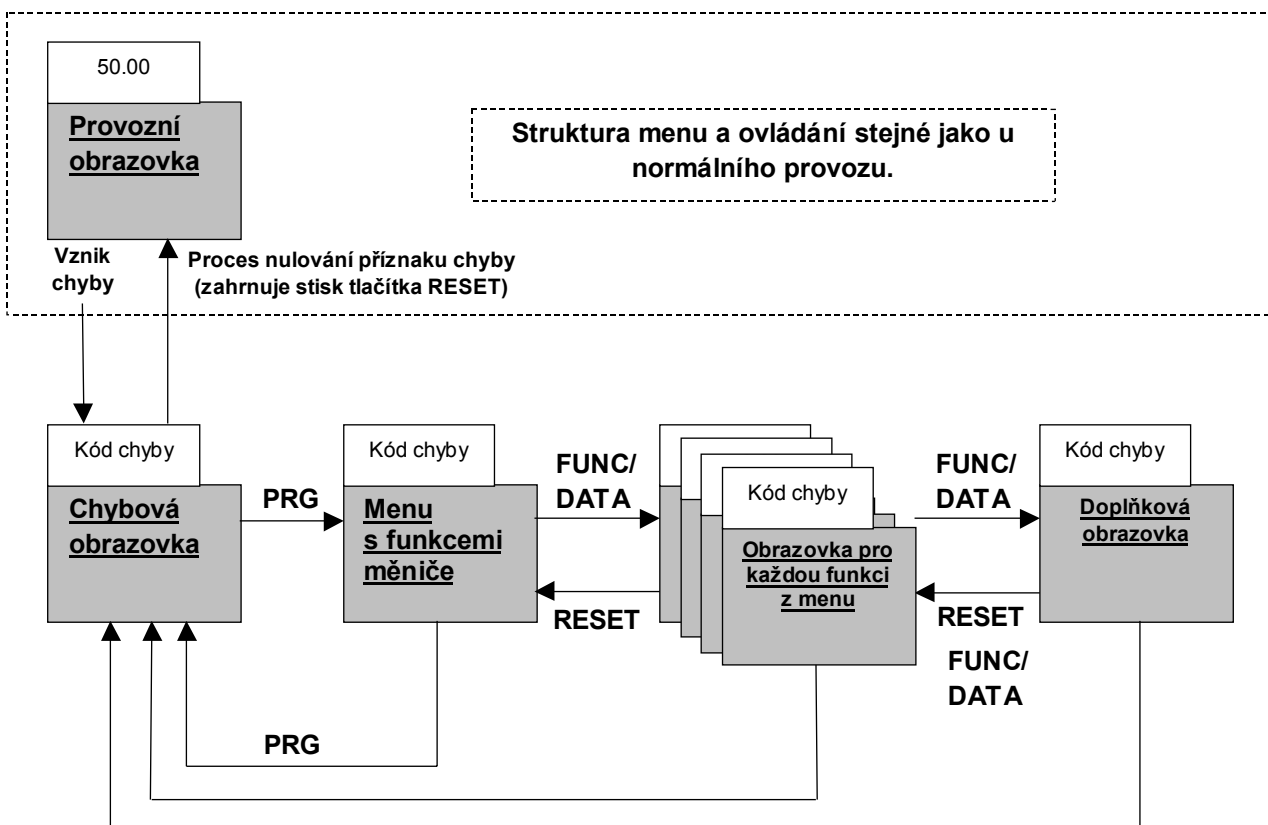 50.00
Provozní
obrazovka
Struktura menu a ovládání stejné jako u
normálního provozu.
Vznik
chyby
Proces nulování příznaku chyby
(zahrnuje stisk tlačítka RESET)
Kód chyby
Chybová
obrazovka
PRG
Kód chyby
Menu
s funkcemi
měniče
FUNC/
DATA
RESET
Kód chyby
Obrazovka pro
každou funkci
z menu
FUNC/
DATA
RESET
FUNC/
DATA
Kód chyby
Doplňková
obrazovka
PRG